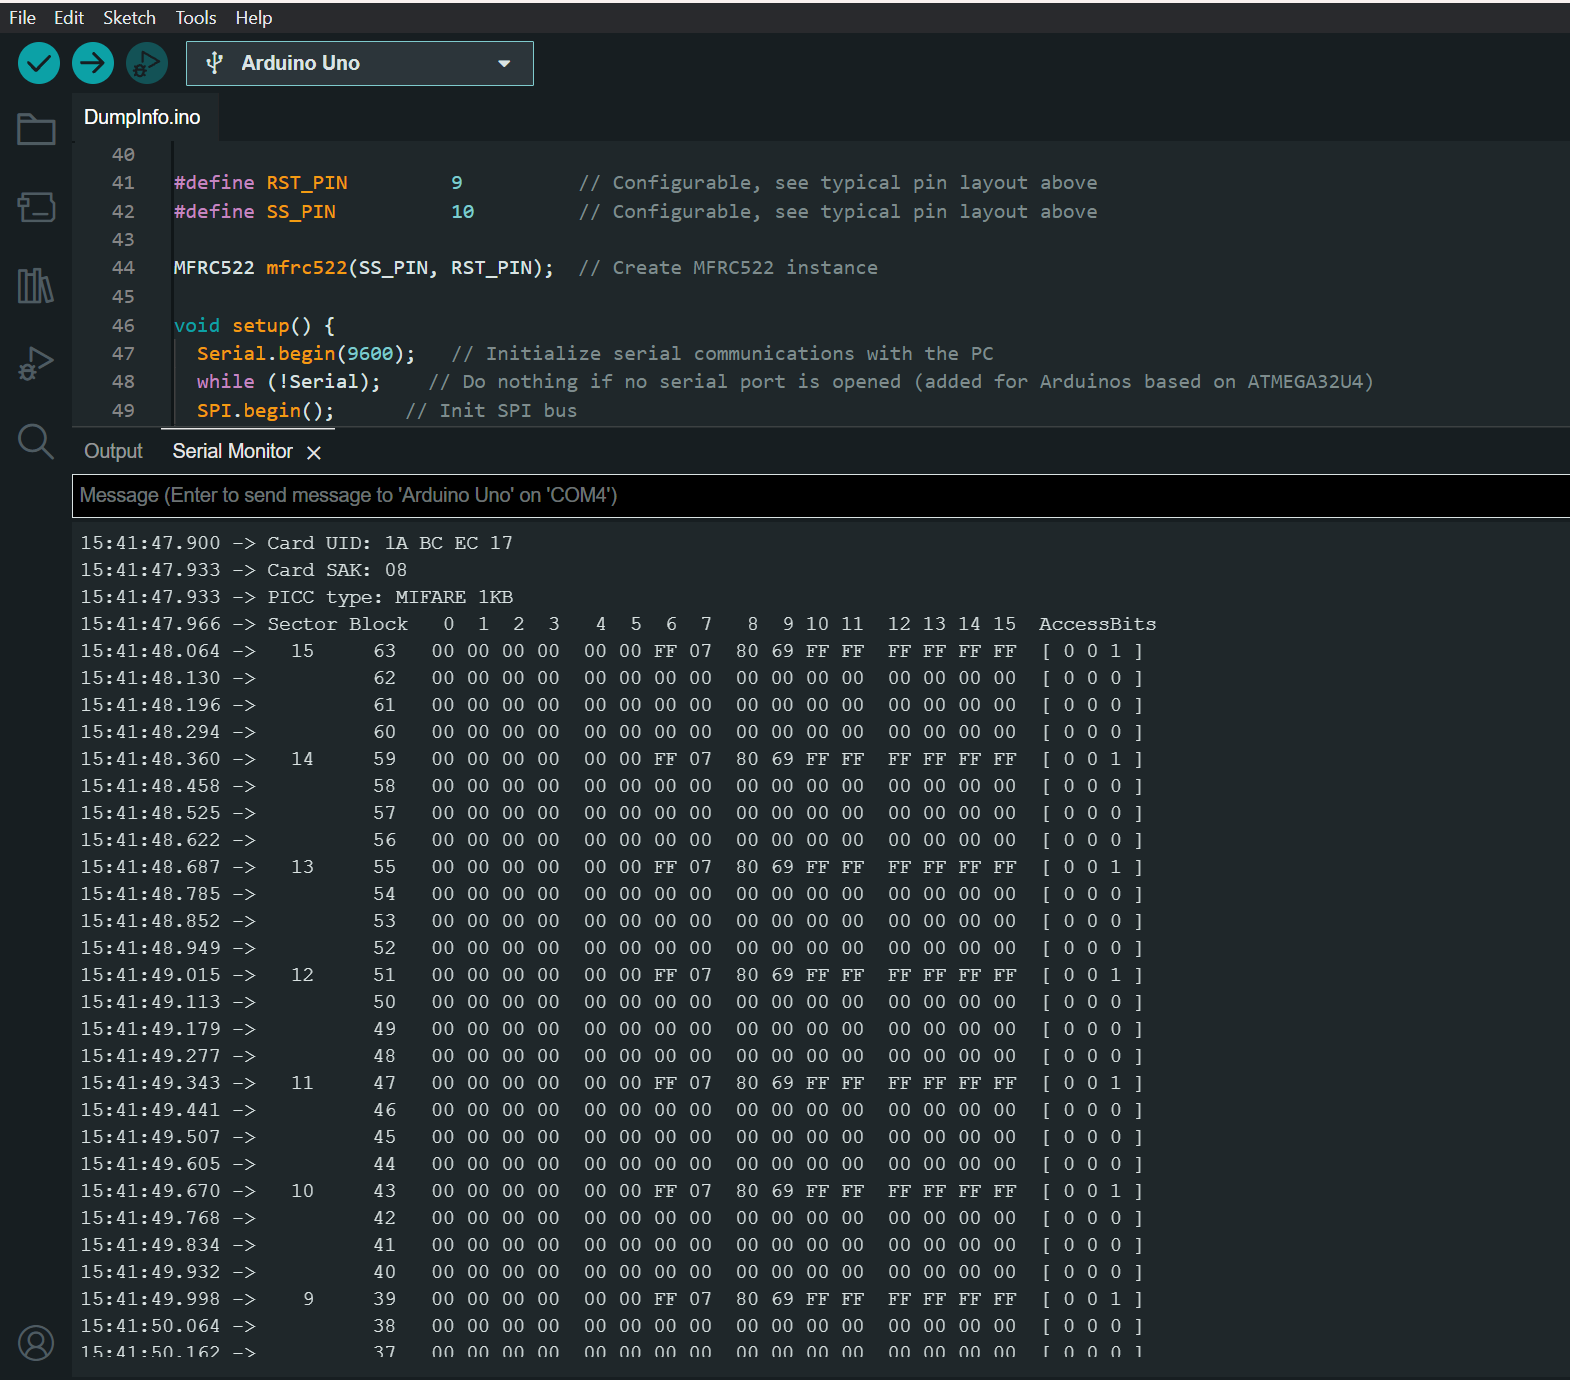 File Edit Sketch Tools Help
Arduino Uno
DumpInfo.ino
40
41 #define RST_PIN 9 // Configurable, see typical pin layout above
42 #define SS_PIN 10 // Configurable, see typical pin layout above
43
44 MFRC522 mfrc522(SS_PIN, RST_PIN); // Create MFRC522 instance
45
46 void setup() {
47 Serial.begin(9600); // Initialize serial communications with the PC
48 while (!Serial); // Do nothing if no serial port is opened (added for Arduinos based on ATMEGA32U4)
49 SPI.begin(); // Init SPI bus
Output Serial Monitor
Message (Enter to send message to 'Arduino Uno' on 'COM4')
15:41:47.900 -> Card UID: 1A BC EC 17
15:41:47.933 -> Card SAK: 08
15:41:47.933 -> PICC type: MIFARE 1KB
15:41:47.966 -> Sector Block 0 1 2 3 4 5 6 7 8 9 10 11 12 13 14 15 AccessBits
15:41:48.064 -> 15 63 00 00 00 00 00 00 FF 07 80 69 FF FF FF FF FF FF [ 0 0 1 ]
15:41:48.130 -> 62 00 00 00 00 00 00 00 00 00 00 00 00 00 00 00 00 [ 0 0 0 ]
15:41:48.196 -> 61 00 00 00 00 00 00 00 00 00 00 00 00 00 00 00 00 [ 0 0 0 ]
15:41:48.294 -> 60 00 00 00 00 00 00 00 00 00 00 00 00 00 00 00 00 [ 0 0 0 ]
15:41:48.360 -> 14 59 00 00 00 00 00 00 FF 07 80 69 FF FF FF FF FF FF [ 0 0 1 ]
15:41:48.458 -> 58 00 00 00 00 00 00 00 00 00 00 00 00 00 00 00 00 [ 0 0 0 ]
15:41:48.525 -> 57 00 00 00 00 00 00 00 00 00 00 00 00 00 00 00 00 [ 0 0 0 ]
15:41:48.622 -> 56 00 00 00 00 00 00 00 00 00 00 00 00 00 00 00 00 [ 0 0 0 ]
15:41:48.687 -> 13 55 00 00 00 00 00 00 FF 07 80 69 FF FF FF FF FF FF [ 0 0 1 ]
15:41:48.785 -> 54 00 00 00 00 00 00 00 00 00 00 00 00 00 00 00 00 [ 0 0 0 ]
15:41:48.852 -> 53 00 00 00 00 00 00 00 00 00 00 00 00 00 00 00 00 [ 0 0 0 ]
15:41:48.949 -> 52 00 00 00 00 00 00 00 00 00 00 00 00 00 00 00 00 [ 0 0 0 ]
15:41:49.015 -> 12 51 00 00 00 00 00 00 FF 07 80 69 FF FF FF FF FF FF [ 0 0 1 ]
15:41:49.113 -> 50 00 00 00 00 00 00 00 00 00 00 00 00 00 00 00 00 [ 0 0 0 ]
15:41:49.179 -> 49 00 00 00 00 00 00 00 00 00 00 00 00 00 00 00 00 [ 0 0 0 ]
15:41:49.277 -> 48 00 00 00 00 00 00 00 00 00 00 00 00 00 00 00 00 [ 0 0 0 ]
15:41:49.343 -> 11 47 00 00 00 00 00 00 FF 07 80 69 FF FF FF FF FF FF [ 0 0 1 ]
15:41:49.441 -> 46 00 00 00 00 00 00 00 00 00 00 00 00 00 00 00 00 [ 0 0 0 ]
15:41:49.507 -> 45 00 00 00 00 00 00 00 00 00 00 00 00 00 00 00 00 [ 0 0 0 ]
15:41:49.605 -> 44 00 00 00 00 00 00 00 00 00 00 00 00 00 00 00 00 [ 0 0 0 ]
15:41:49.670 -> 10 43 00 00 00 00 00 00 FF 07 80 69 FF FF FF FF FF FF [ 0 0 1 ]
15:41:49.768 -> 42 00 00 00 00 00 00 00 00 00 00 00 00 00 00 00 00 [ 0 0 0 ]
15:41:49.834 -> 41 00 00 00 00 00 00 00 00 00 00 00 00 00 00 00 00 [ 0 0 0 ]
15:41:49.932 -> 40 00 00 00 00 00 00 00 00 00 00 00 00 00 00 00 00 [ 0 0 0 ]
15:41:49.998 -> 9 39 00 00 00 00 00 00 FF 07 80 69 FF FF FF FF FF FF [ 0 0 1 ]
15:41:50.064 -> 38 00 00 00 00 00 00 00 00 00 00 00 00 00 00 00 00 [ 0 0 0 ]
15:41:50.162 -> 37 00 00 00 00 00 00 00 00 00 00 00 00 00 00 00 00 [ 0 0 0 ]